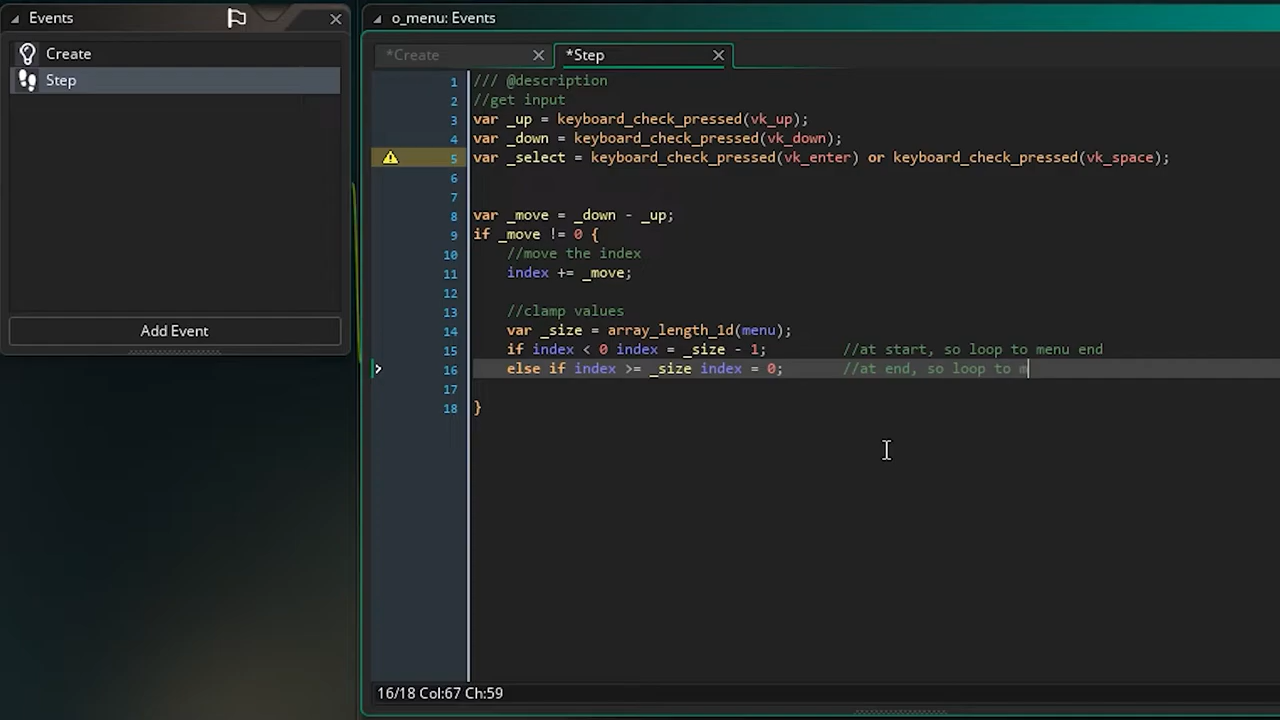 Events
Create
Step
Add Event
o_menu: Events
*Create
*Step
1 /// @description
2 //get input
3 var _up = keyboard_check_pressed(vk_up);
4 var _down = keyboard_check_pressed(vk_down);
5 var _select = keyboard_check_pressed(vk_enter) or keyboard_check_pressed(vk_space);
6
7
8 var _move = _down - _up;
9 if _move != 0 {
10 //move the index
11 index += _move;
12
13 //clamp values
14 var _size = array_length_1d(menu);
15 if index < 0 index = _size - 1; //at start, so loop to menu end
16 else if index >= _size index = 0; //at end, so loop to m
17
18 }
16/18 Col:67 Ch:59